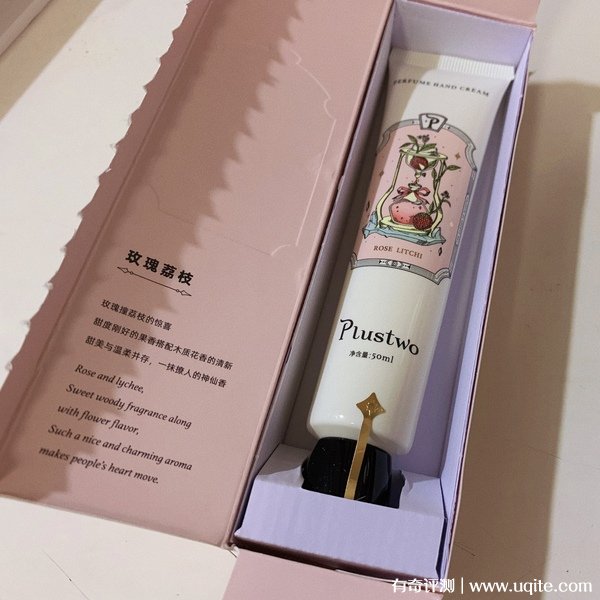 玫瑰荔枝
玫瑰撞荔枝的惊喜
甜度刚好的果香搭配木质花香的清新
甜美与温柔并存，一抹撩人的神仙香
Rose and lychee,
Sweet woody fragrance along
with flower flavor,
Such a nice and charming aroma
makes people's heart move.
PERFUME HAND CREAM
P
ROSE LITCHI
Plustwo
净含量:50ml
有奇评测 | www.uqite.com